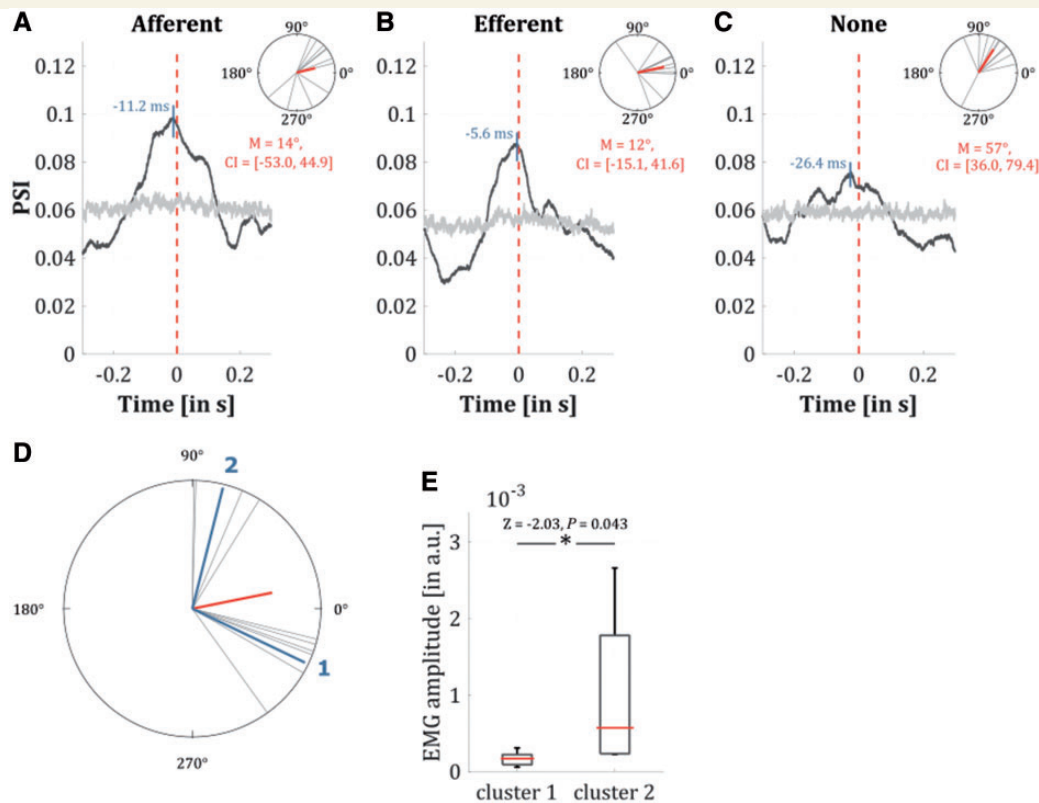 A
Afferent
PSI
0.12
0.1
0.08
0.06
0.04
0.02
0
-11.2 ms
90°
180°
0°
270°
M = 14°,
CI = [-53.0, 44.9]
-0.2
0
0.2
Time [in s]
B
Efferent
0.12
0.1
0.08
0.06
0.04
0.02
0
-5.6 ms
90°
180°
0°
270°
M = 12°,
CI = [-15.1, 41.6]
-0.2
0
0.2
Time [in s]
C
None
0.12
0.1
0.08
0.06
0.04
0.02
0
-26.4 ms
90°
180°
0°
270°
M = 57°,
CI = [36.0, 79.4]
-0.2
0
0.2
Time [in s]
D
90°
2
180°
0°
1
270°
E
10⁻³
Z = -2.03, P = 0.043
*
EMG amplitude [in a.u.]
3
2
1
0
cluster 1
cluster 2